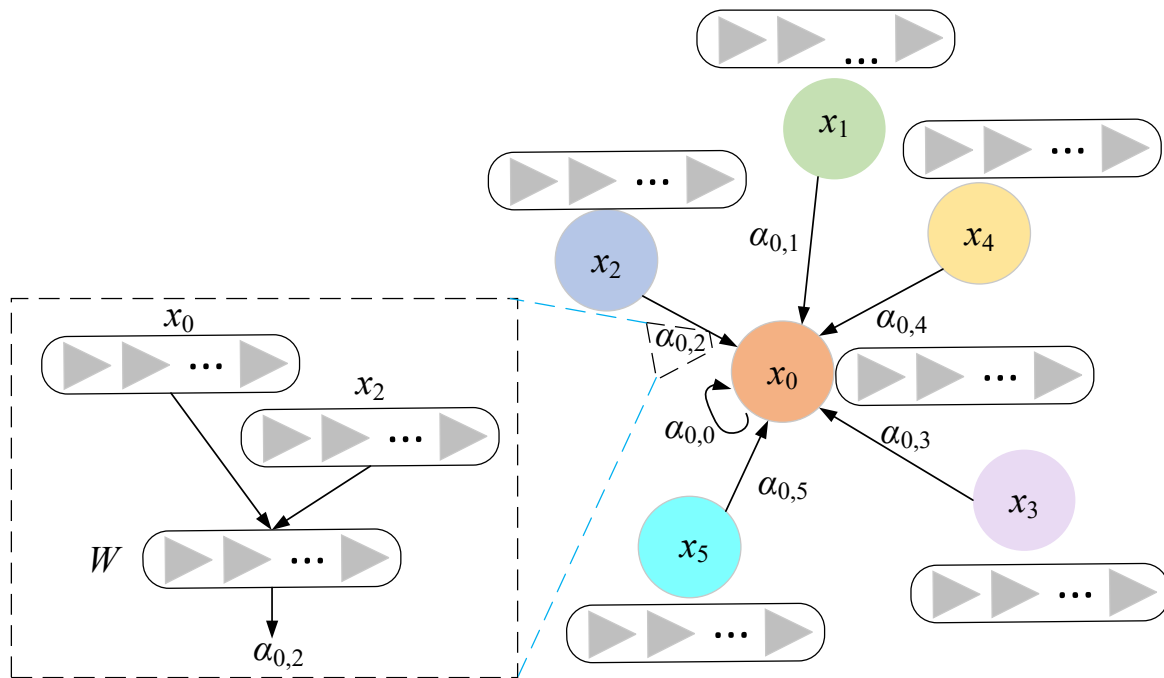 ...
x₁
...
x₄
...
x₂
α₀,₁
α₀,₄
α₀,₂
x₀
...
α₀,₀
α₀,₃
α₀,₅
x₃
...
x₅
...
x₀
...
x₂
...
W
...
α₀,₂